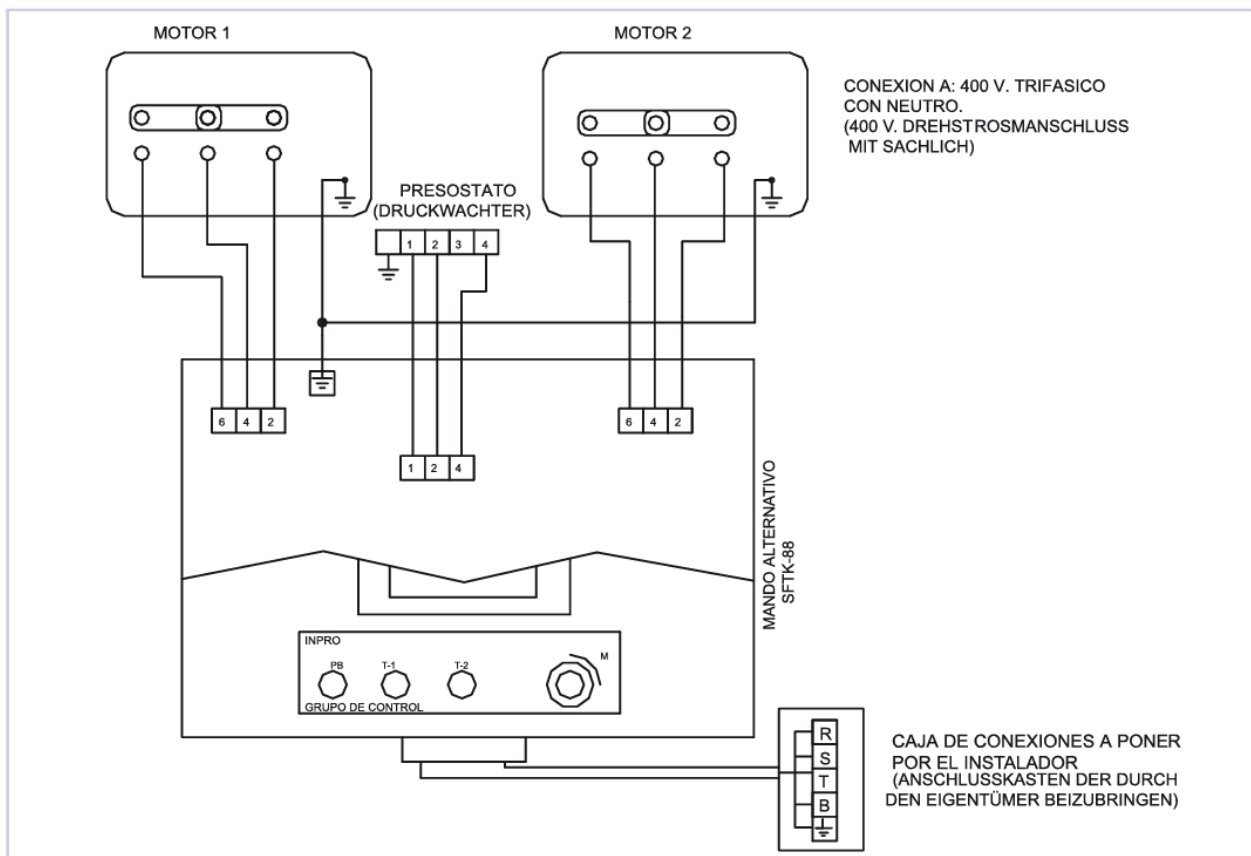 MOTOR 1
MOTOR 2
CONEXION A: 400 V. TRIFASICO
CON NEUTRO.
(400 V. DREHSTROSMANSCHLUSS
MIT SACHLICH)
PRESOSTATO
(DRUCKWACHTER)
1 2 3 4
6 4 2
6 4 2
1 2 4
MANDO ALTERNATIVO
SFTK-88
INPRO
PB T-1 T-2 M
GRUPO DE CONTROL
R
S
T
B
CAJA DE CONEXIONES A PONER
POR EL INSTALADOR
(ANSCHLUSSKASTEN DER DURCH
DEN EIGENTÜMER BEIZUBRINGEN)